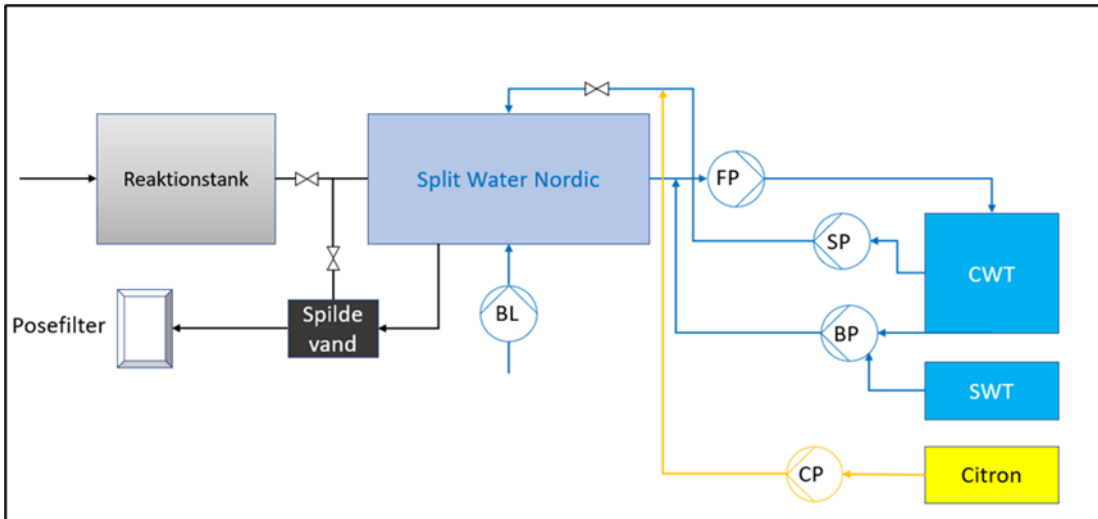 Reaktionstank
Split Water Nordic
FP
SP
CWT
Posefilter
Spilde
vand
BL
BP
SWT
CP
Citron